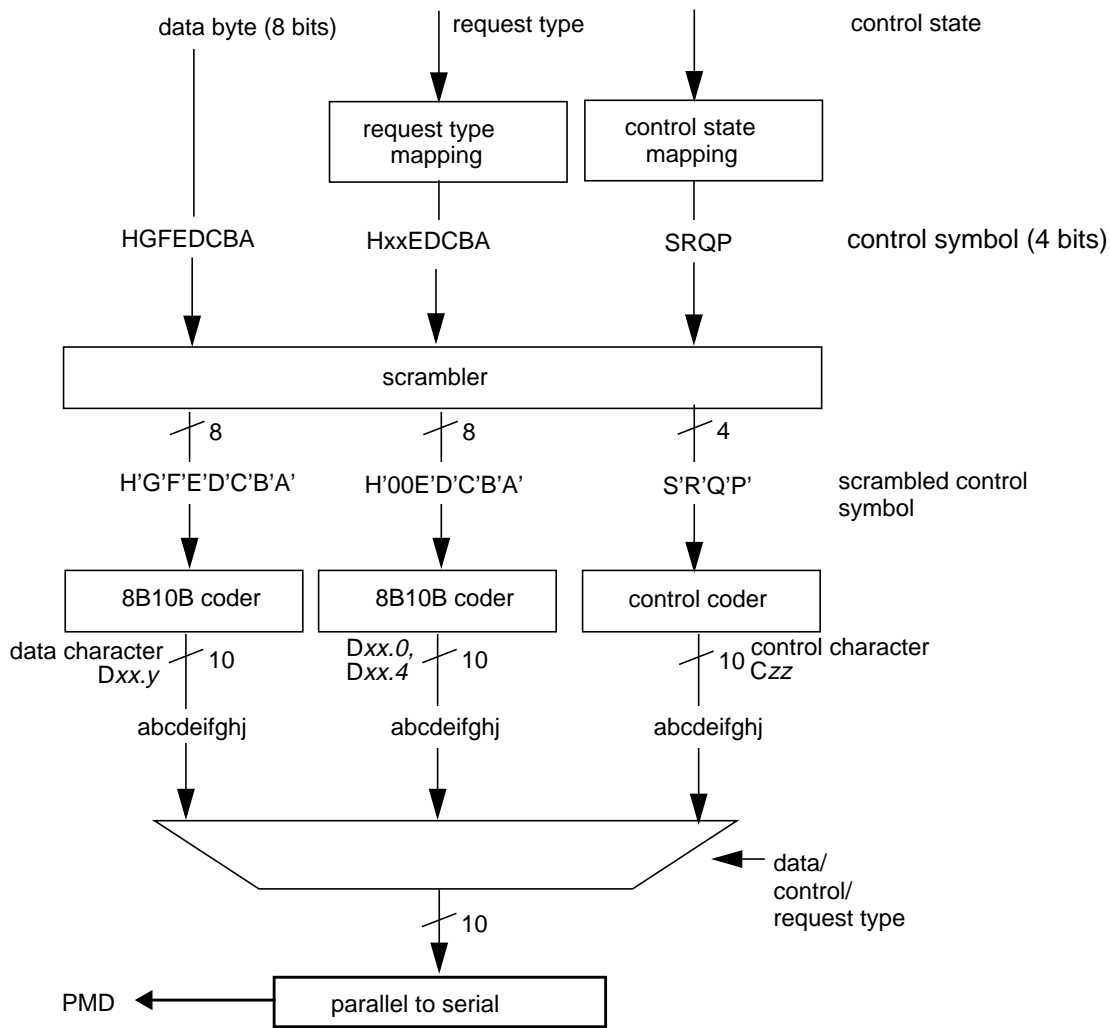 data byte (8 bits)
request type
control state
request type
mapping
control state
mapping
HGFEDCBA
HxxEDCBA
SRQP
control symbol (4 bits)
scrambler
8
8
4
H’G’F’E’D’C’B’A’
H’00E’D’C’B’A’
S’R’Q’P’
scrambled control
symbol
8B10B coder
8B10B coder
control coder
data character
Dxx.y
10
Dxx.0,
Dxx.4
10
10
control character
Czz
abcdeifghj
abcdeifghj
abcdeifghj
data/
control/
request type
10
PMD
parallel to serial